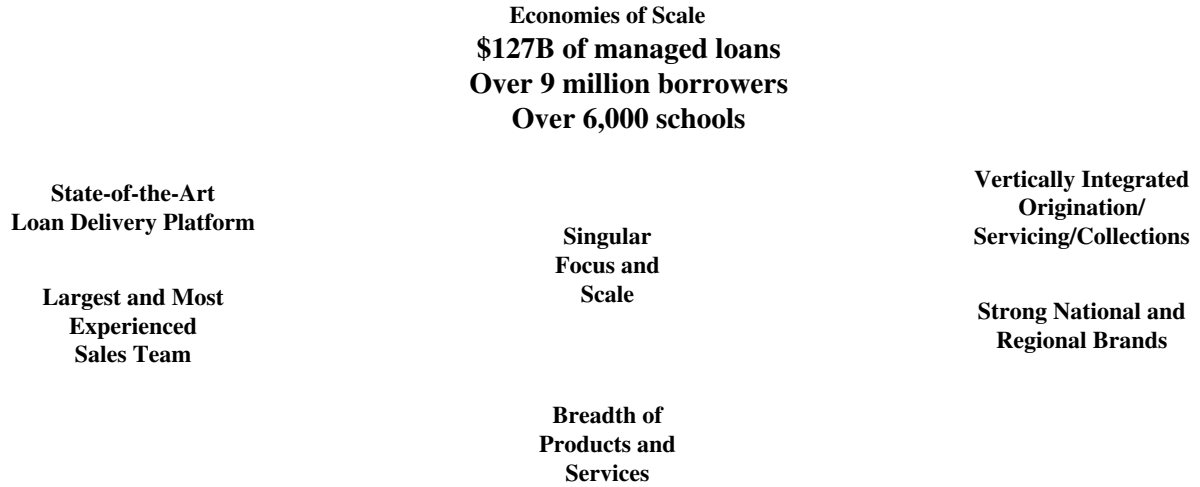 Economies of Scale
$127B of managed loans
Over 9 million borrowers
Over 6,000 schools
State-of-the-Art
Loan Delivery Platform
Largest and Most
Experienced
Sales Team
Singular
Focus and
Scale
Vertically Integrated
Origination/
Servicing/Collections
Strong National and
Regional Brands
Breadth of
Products and
Services